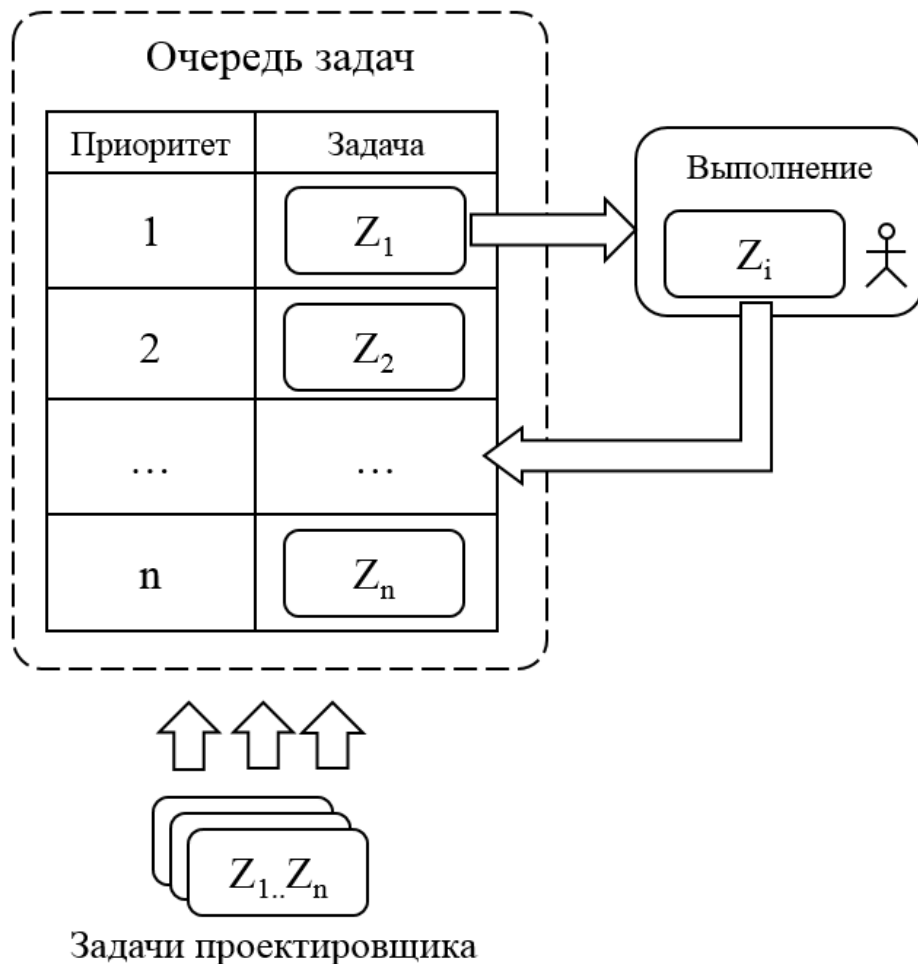 Очередь задач
Приоритет Задача
1 Z₁
2 Z₂
... ...
n Zₙ
Выполнение
Zᵢ
Z₁..Zₙ
Задачи проектировщика